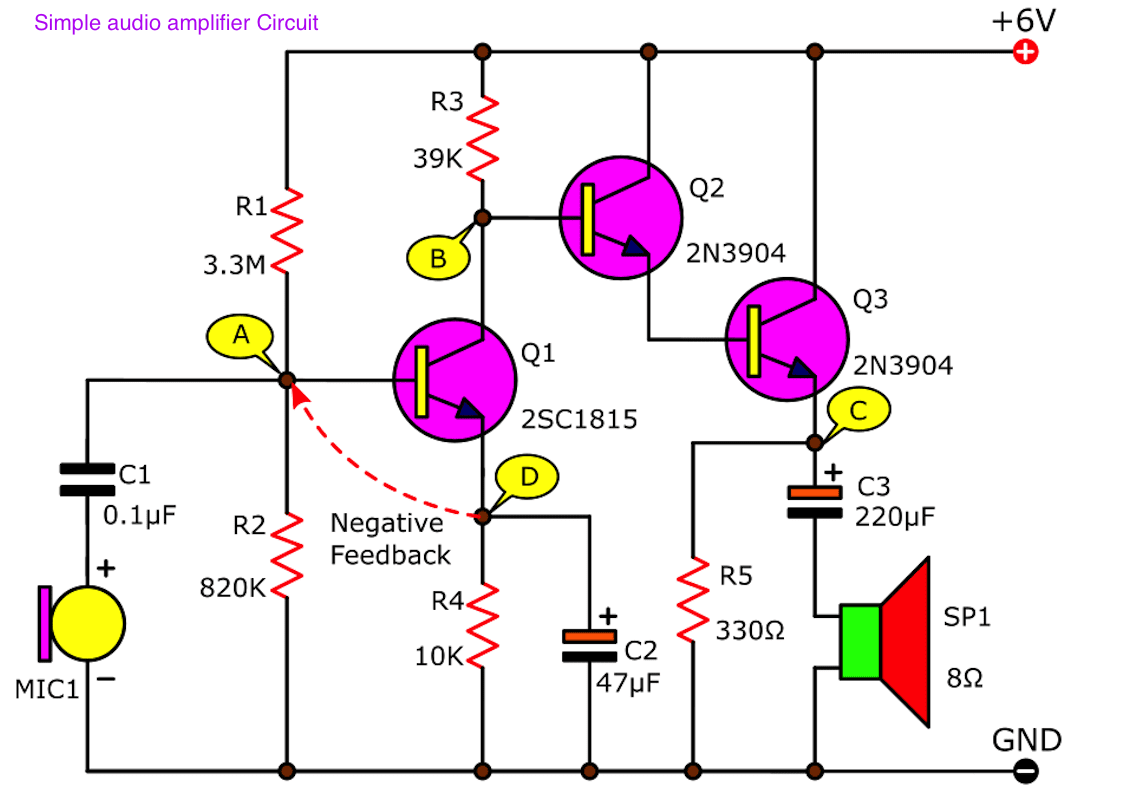 Simple audio amplifier Circuit
+6V
R3
39K
Q2
2N3904
R1
3.3M
B
Q3
2N3904
A
Q1
2SC1815
C
D
C1
0.1µF
Negative
Feedback
C3
220µF
R2
820K
+
+
R4
10K
+
C2
47µF
R5
330Ω
SP1
8Ω
MIC1
−
GND